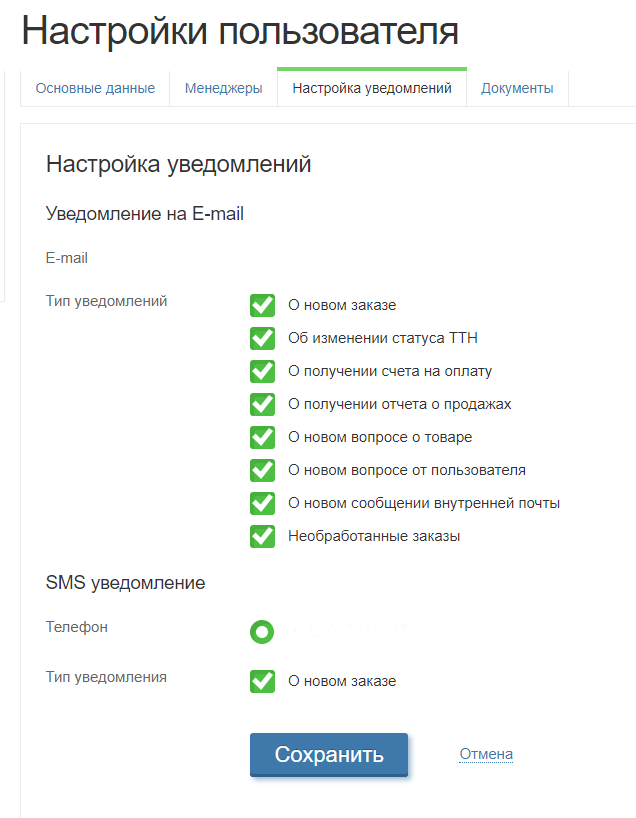 Настройки пользователя
Основные данные Менеджеры Настройка уведомлений Документы
Настройка уведомлений
Уведомление на E-mail
E-mail
Тип уведомлений
О новом заказе
Об изменении статуса ТТН
О получении счета на оплату
О получении отчета о продажах
О новом вопросе о товаре
О новом вопросе от пользователя
О новом сообщении внутренней почты
Необработанные заказы
SMS уведомление
Телефон
Тип уведомления
О новом заказе
Сохранить Отмена